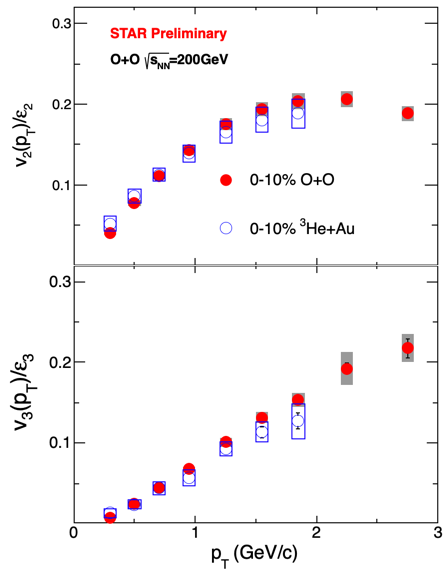 0.3
STAR Preliminary
O+O √sNN=200GeV
0.2
v2(pT)/ε2
0.1
0-10% O+O
0-10% 3He+Au
0.3
0.2
v3(pT)/ε3
0.1
0 1 2 3
pT (GeV/c)